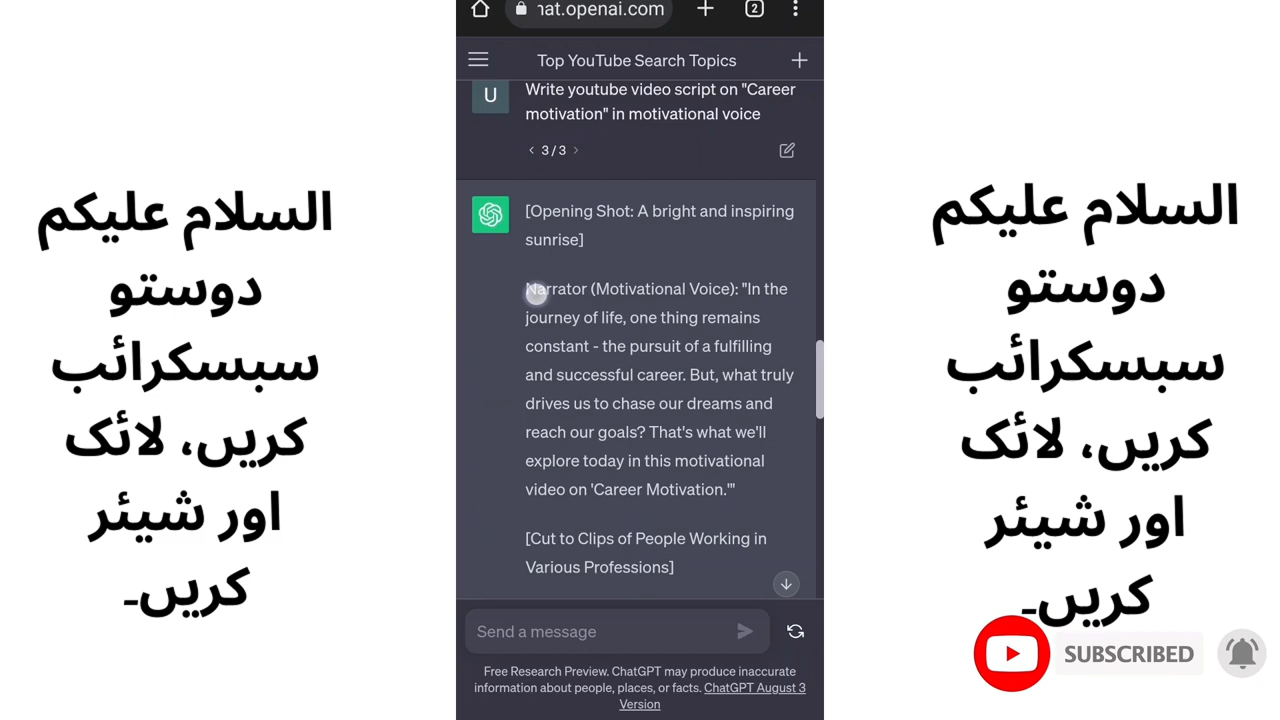 السلام علیکم
دوستو
سبسکرائب
کریں، لائک
اور شیئر
کریں۔
hat.openai.com
2
Top YouTube Search Topics
U
Write youtube video script on "Career
motivation" in motivational voice
< 3 / 3 >
[Opening Shot: A bright and inspiring
sunrise]
Narrator (Motivational Voice): "In the
journey of life, one thing remains
constant - the pursuit of a fulfilling
and successful career. But, what truly
drives us to chase our dreams and
reach our goals? That's what we'll
explore today in this motivational
video on 'Career Motivation.'"
[Cut to Clips of People Working in
Various Professions]
Send a message
Free Research Preview. ChatGPT may produce inaccurate
information about people, places, or facts. ChatGPT August 3
Version
السلام علیکم
دوستو
سبسکرائب
کریں، لائک
اور شیئر
کریں۔
SUBSCRIBED